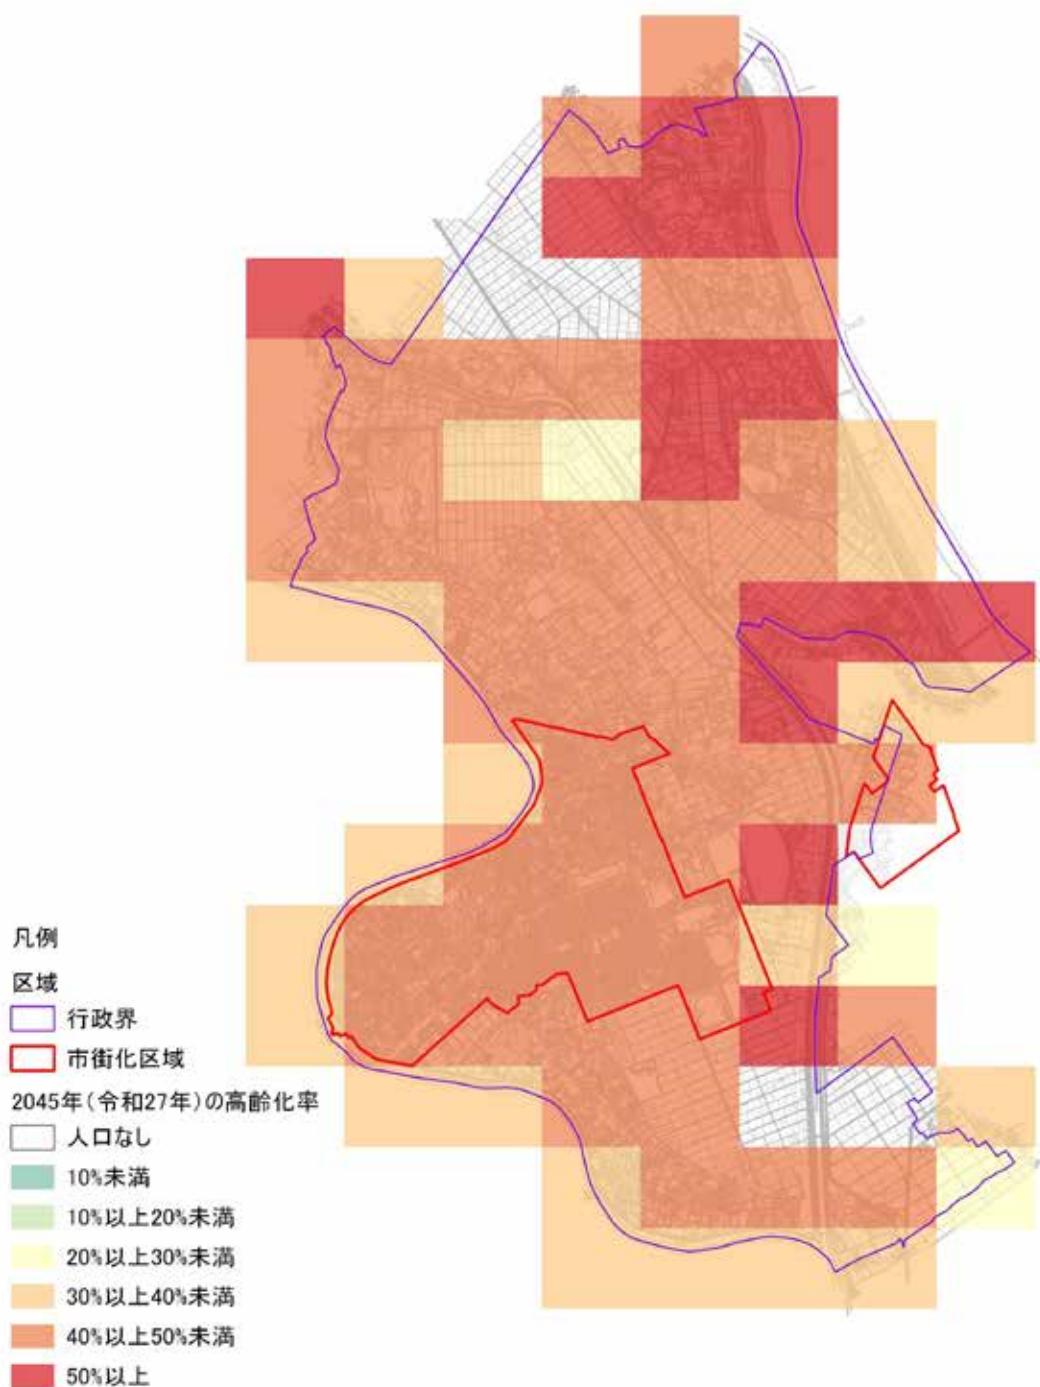 凡例
区域
行政界
市街化区域
2045年(令和27年)の高齢化率
人口なし
10%未満
10%以上20%未満
20%以上30%未満
30%以上40%未満
40%以上50%未満
50%以上